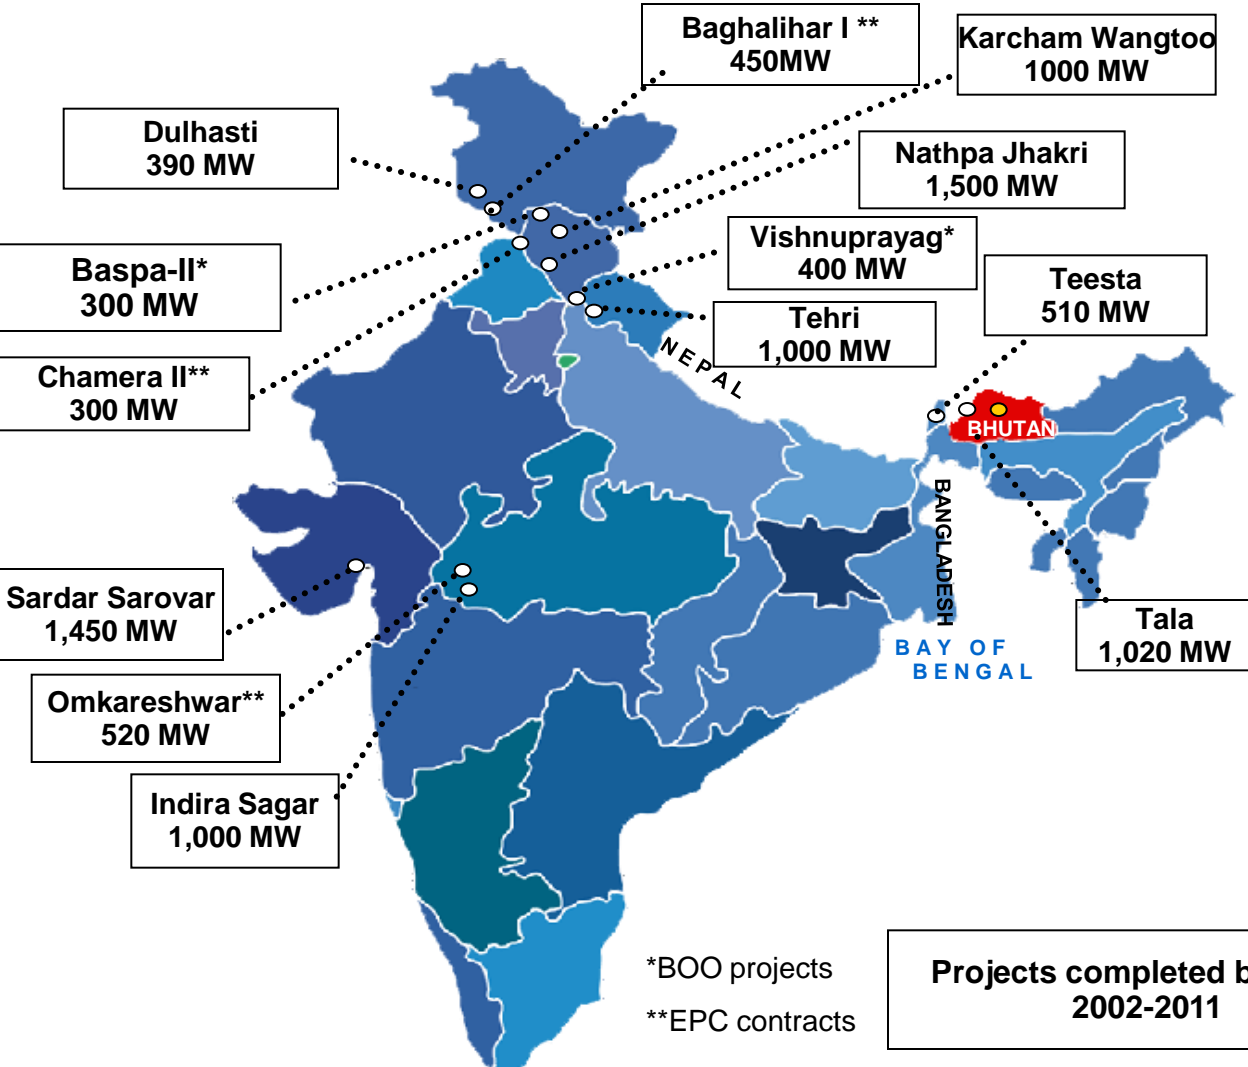 Baghalihar I **
450MW
Karcham Wangtoo
1000 MW
Dulhasti
390 MW
Nathpa Jhakri
1,500 MW
Vishnuprayag*
400 MW
Baspa-II*
300 MW
Teesta
510 MW
Tehri
1,000 MW
NEPAL
Chamera II**
300 MW
BHUTAN
BANGLADESH
Sardar Sarovar
1,450 MW
Tala
1,020 MW
BAY OF
BENGAL
Omkareshwar**
520 MW
Indira Sagar
1,000 MW
*BOO projects
**EPC contracts
Projects completed
2002-2011